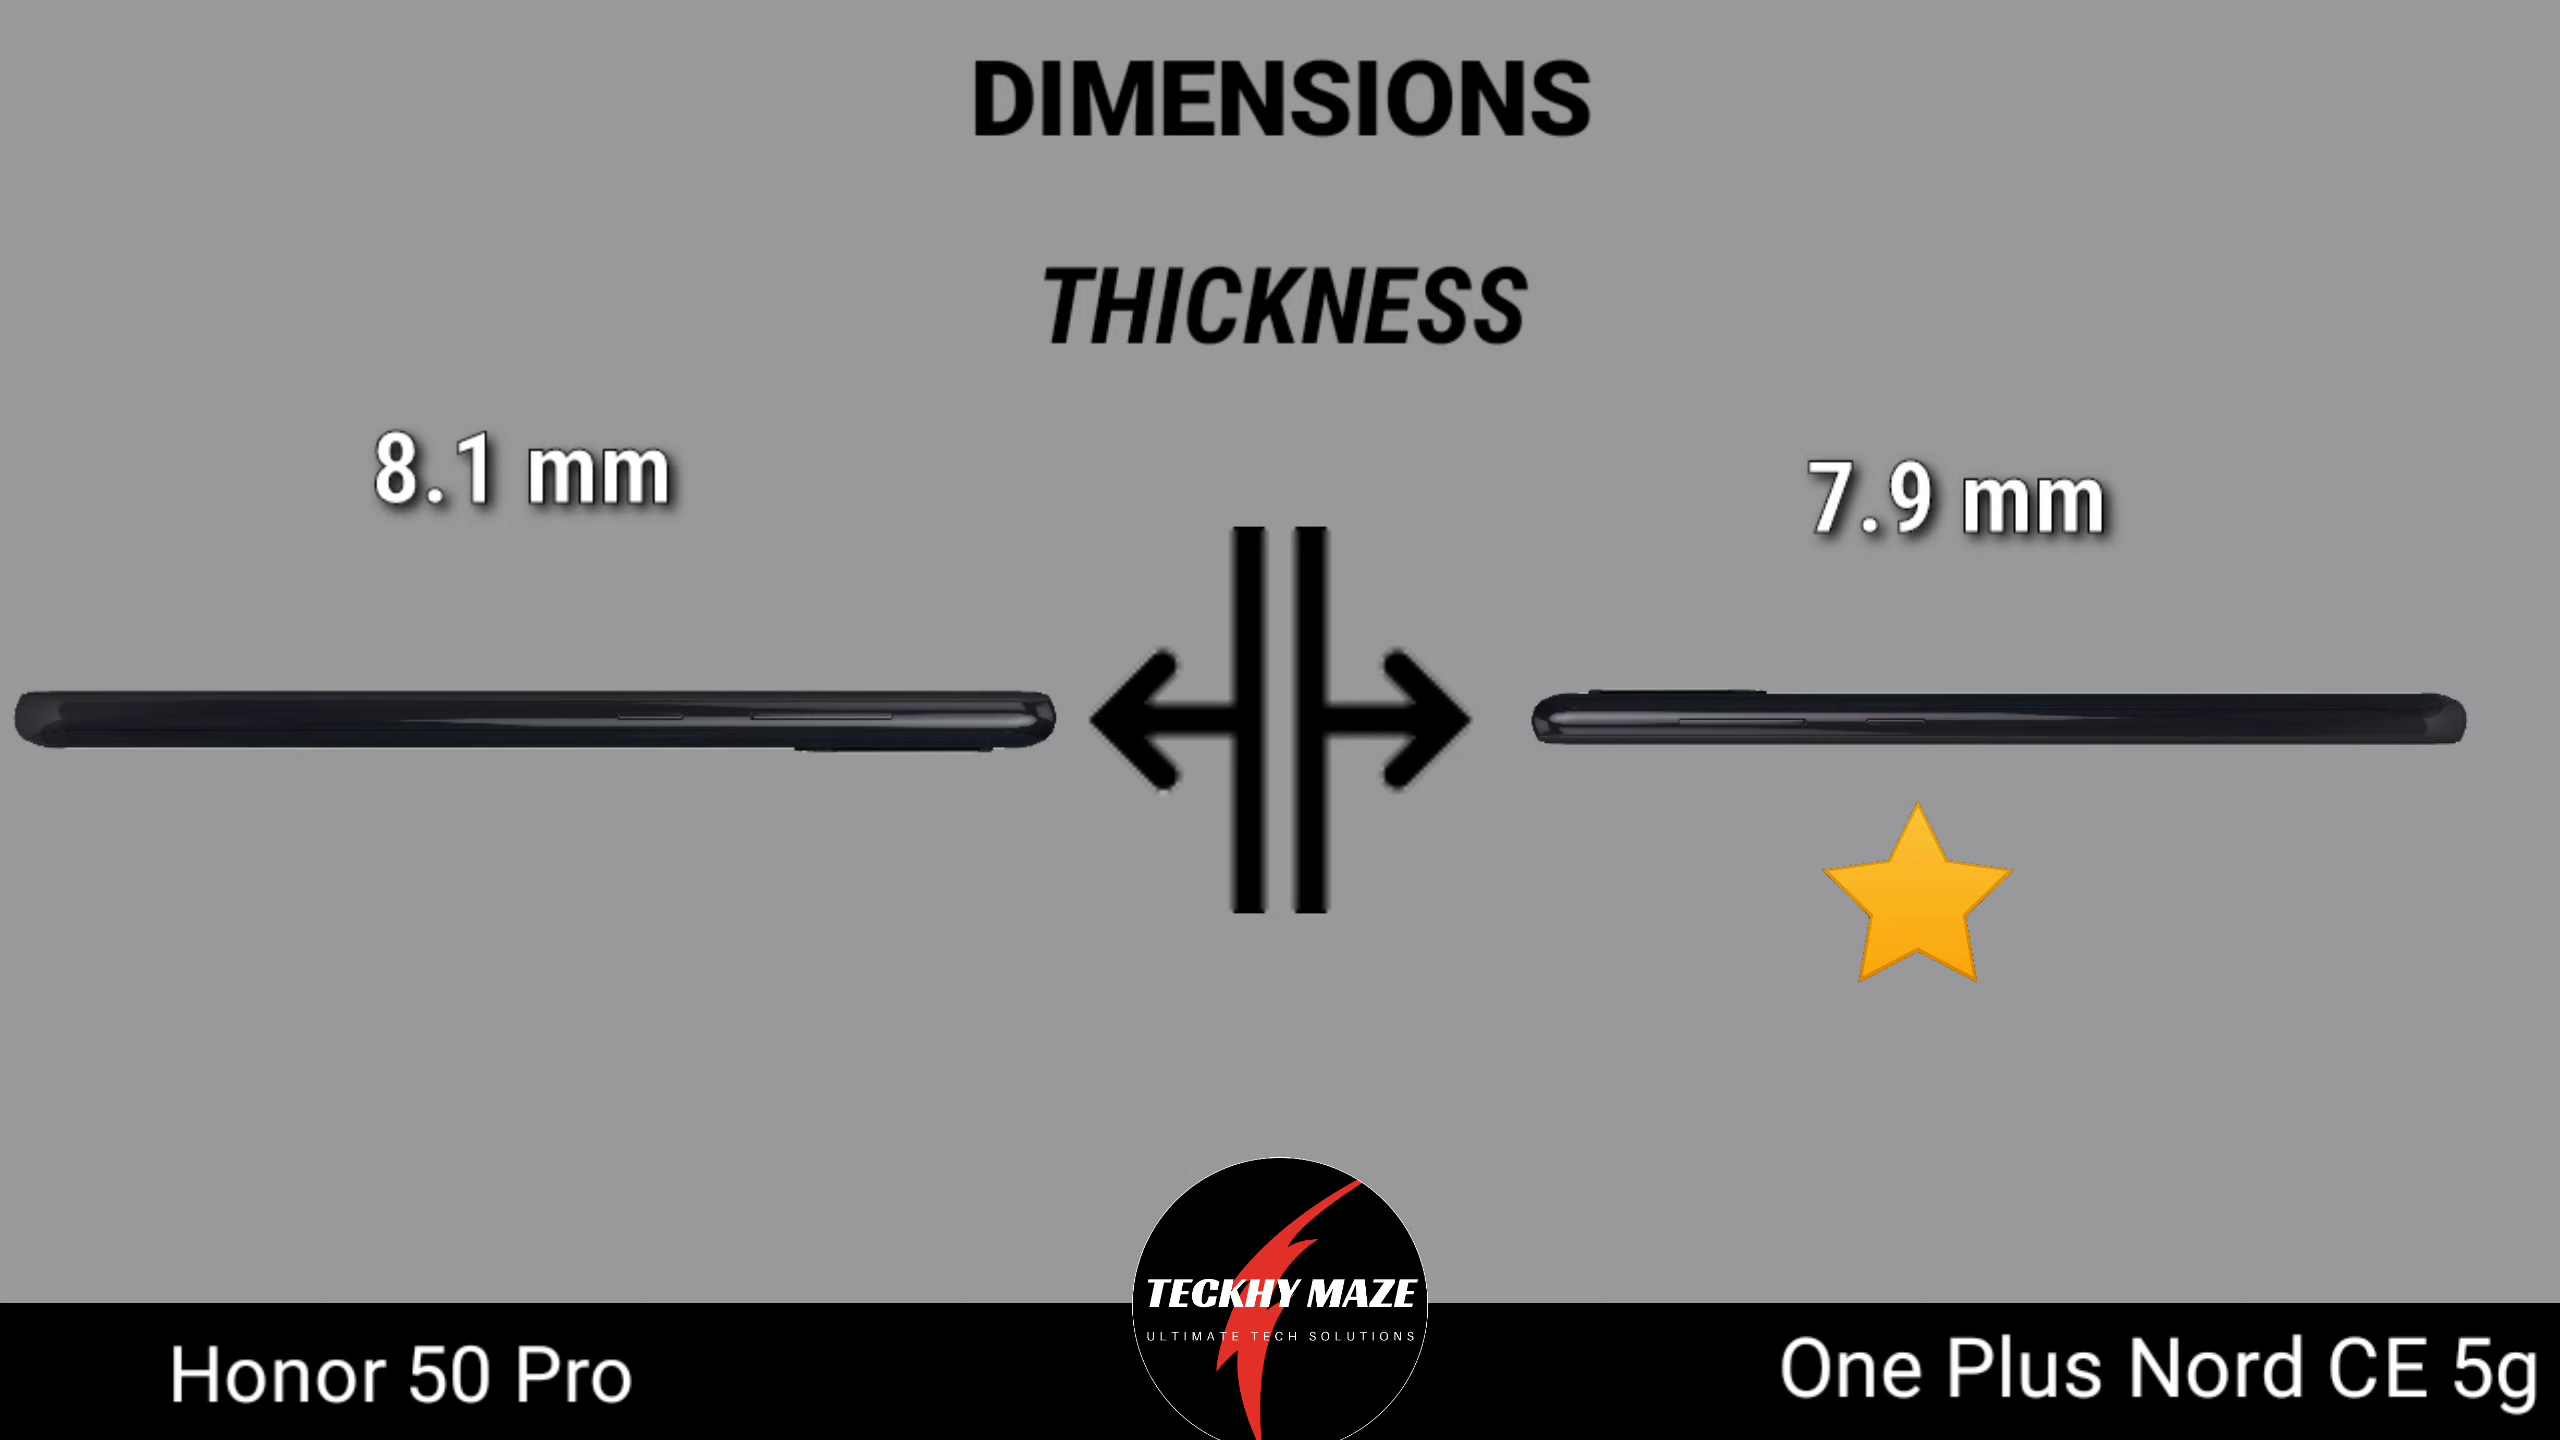 DIMENSIONS
THICKNESS
8.1 mm
7.9 mm
TECKHY MAZE
ULTIMATE TECH SOLUTIONS
Honor 50 Pro
One Plus Nord CE 5g